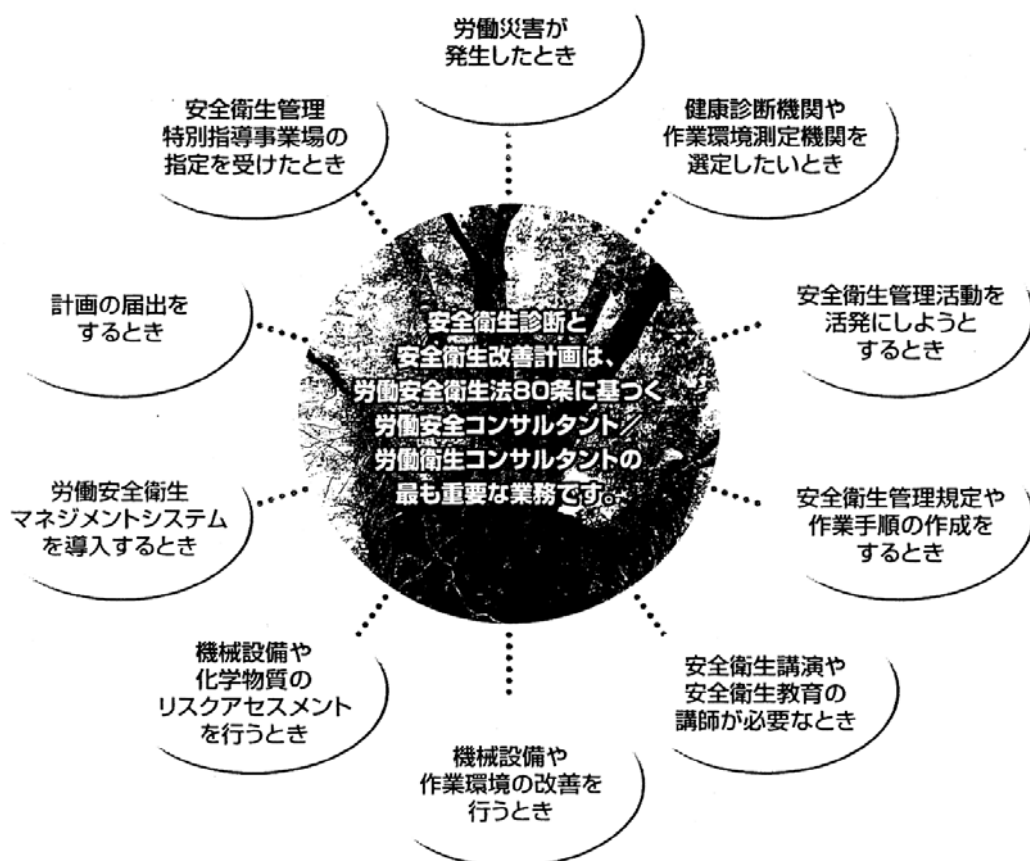 労働災害が
発生したとき
健康診断機関や
作業環境測定機関を
選定したいとき
安全衛生管理活動を
活発にしようと
するとき
安全衛生管理規定や
作業手順の作成を
するとき
安全衛生講演や
安全衛生教育の
講師が必要なとき
機械設備や
作業環境の改善を
行うとき
機械設備や
化学物質の
リスクアセスメント
を行うとき
労働安全衛生
マネジメントシステム
を導入するとき
計画の届出を
するとき
安全衛生管理
特別指導事業場の
指定を受けたとき
安全衛生診断と
安全衛生改善計画は、
労働安全衛生法80条に基づく
労働安全コンサルタント／
労働衛生コンサルタントの
最も重要な業務です。